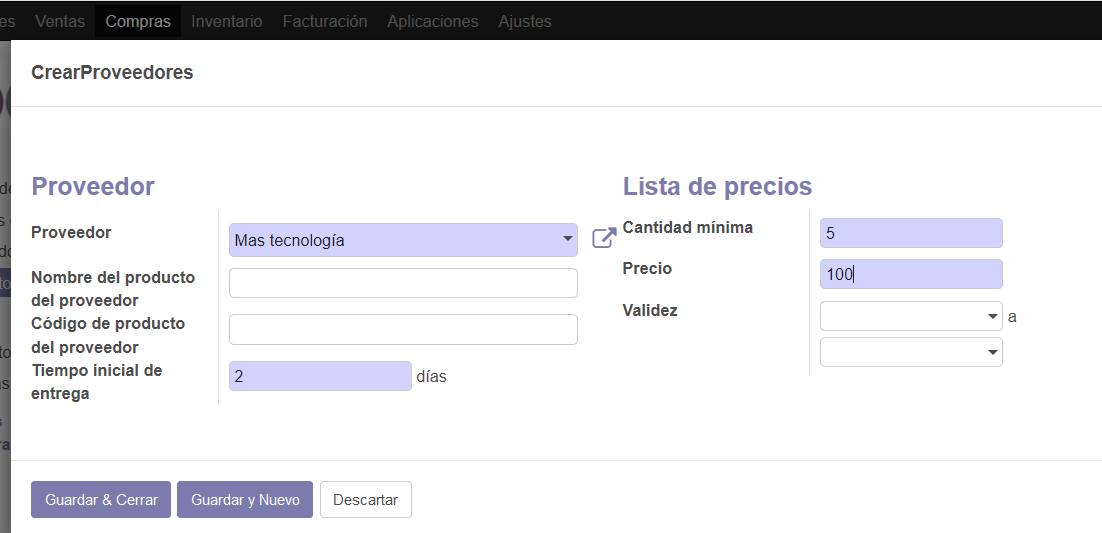 es Ventas Compras Inventario Facturación Aplicaciones Ajustes
CrearProveedores
Proveedor
Proveedor Mas tecnología
Nombre del producto
del proveedor
Código de producto
del proveedor
Tiempo inicial de
entrega
2 días
Lista de precios
Cantidad mínima 5
Precio 100
Validez a
Guardar & Cerrar Guardar y Nuevo Descartar